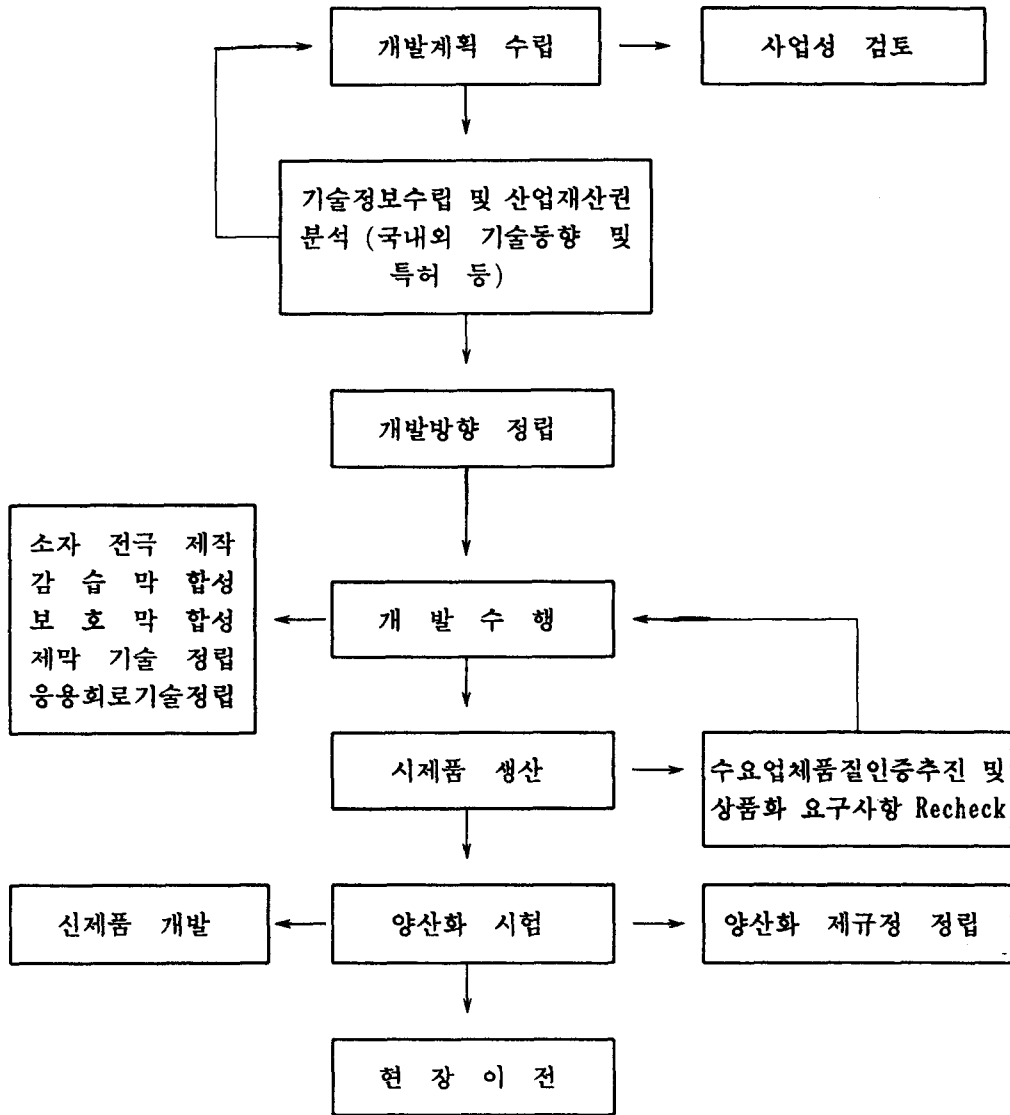 개발계획 수립
사업성 검토
기술정보수립 및 산업재산권
분석 (국내외 기술동향 및
특허 등)
개발방향 정립
소자 전극 제작
감 습 막 합성
보 호 막 합성
제막 기술 정립
응용회로기술정립
개 발 수 행
시제품 생산
수요업체품질인증추진 및
상품화 요구사항 Recheck
신제품 개발
양산화 시험
양산화 제규정 정립
현 장 이 전